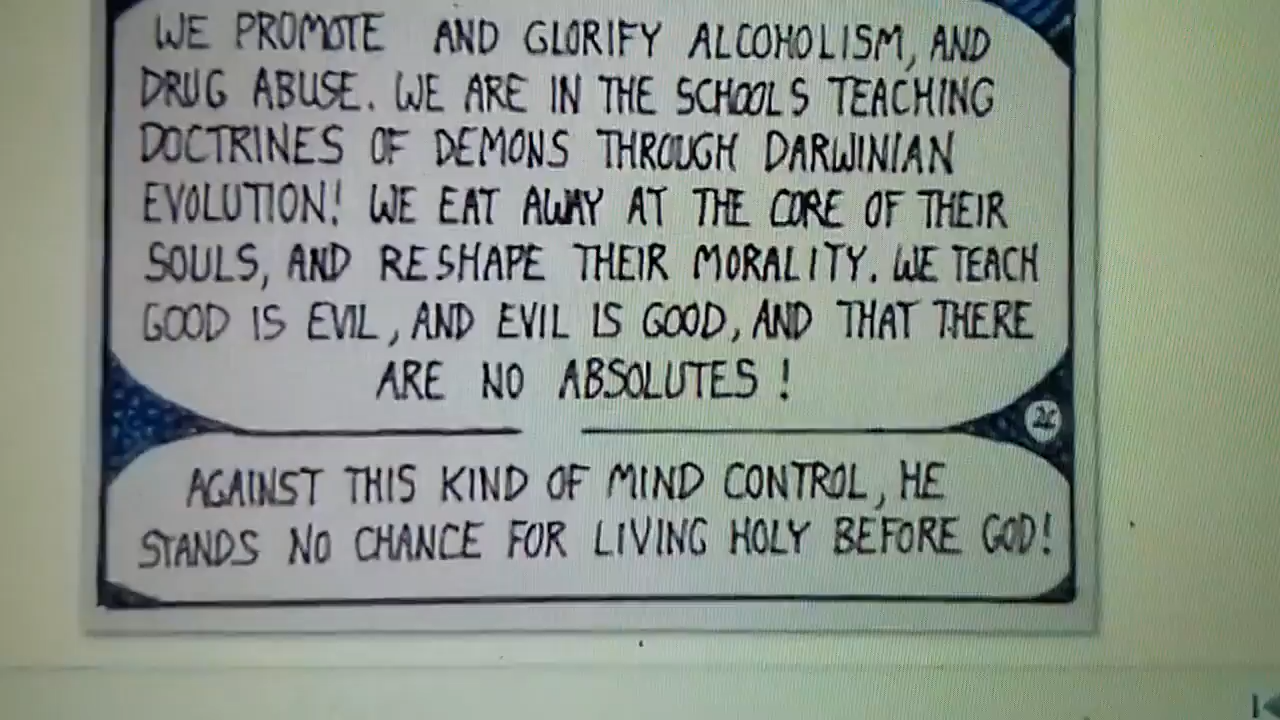 WE PROMOTE AND GLORIFY ALCOHOLISM, AND
DRUG ABUSE. WE ARE IN THE SCHOOLS TEACHING
DOCTRINES OF DEMONS THROUGH DARWINIAN
EVOLUTION! WE EAT AWAY AT THE CORE OF THEIR
SOULS, AND RESHAPE THEIR MORALITY. WE TEACH
GOOD IS EVIL, AND EVIL IS GOOD, AND THAT THERE
ARE NO ABSOLUTES!
AGAINST THIS KIND OF MIND CONTROL, HE
STANDS NO CHANCE FOR LIVING HOLY BEFORE GOD!